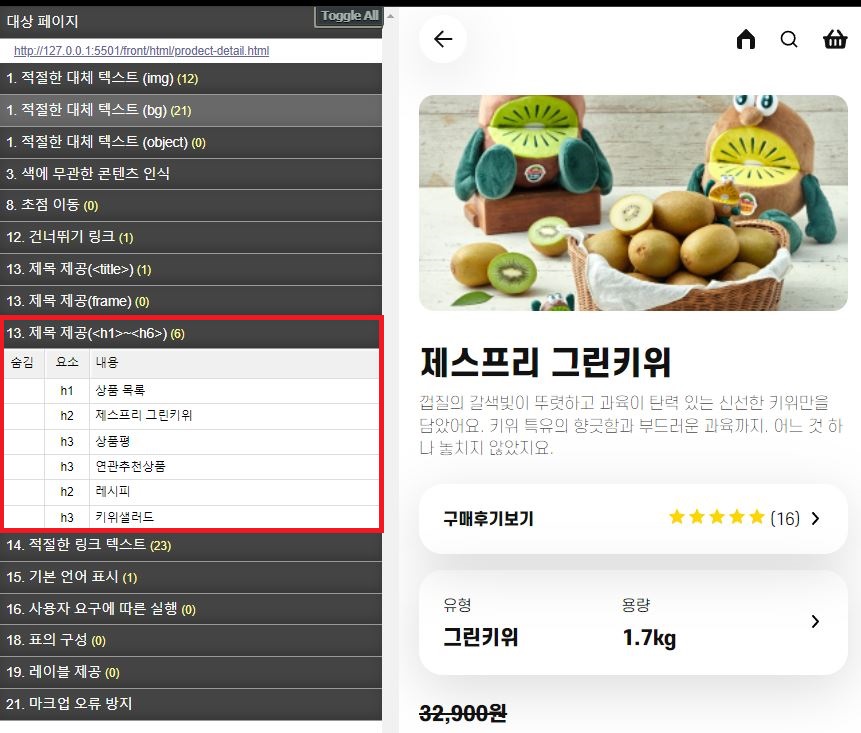 대상 페이지
Toggle All
http://127.0.0.1:5501/front/html/prodect-detail.html
1. 적절한 대체 텍스트 (img) (12)
1. 적절한 대체 텍스트 (bg) (21)
1. 적절한 대체 텍스트 (object) (0)
3. 색에 무관한 콘텐츠 인식
8. 초점 이동 (0)
12. 건너뛰기 링크 (1)
13. 제목 제공(<title>) (1)
13. 제목 제공(frame) (0)
13. 제목 제공(<h1>~<h6>) (6)
숨김 요소 내용
h1 상품 목록
h2 제스프리 그린키위
h3 상품평
h3 연관추천상품
h2 레시피
h3 키위샐러드
14. 적절한 링크 텍스트 (23)
15. 기본 언어 표시 (1)
16. 사용자 요구에 따른 실행 (0)
18. 표의 구성 (0)
19. 레이블 제공 (0)
21. 마크업 오류 방지
제스프리 그린키위
껍질의 갈색빛이 뚜렷하고 과육이 탄력 있는 신선한 키위만을
담았어요. 키위 특유의 향긋함과 부드러운 과육까지, 어느 것 하
나 놓치지 않았지요.
구매후기보기 (16)
유형 용량
그린키위 1.7kg
32,900원